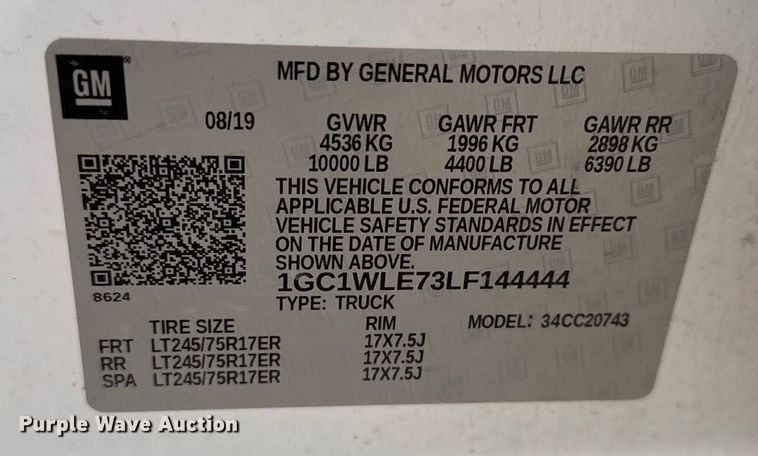 GM
MFD BY GENERAL MOTORS LLC
08/19 GVWR GAWR FRT GAWR RR
4536 KG 1996 KG 2898 KG
10000 LB 4400 LB 6390 LB
THIS VEHICLE CONFORMS TO ALL
APPLICABLE U.S. FEDERAL MOTOR
VEHICLE SAFETY STANDARDS IN EFFECT
ON THE DATE OF MANUFACTURE
SHOWN ABOVE.
1GC1WLE73LF144444
8624
TYPE: TRUCK
TIRE SIZE RIM MODEL: 34CC20743
FRT LT245/75R17ER 17X7.5J
RR LT245/75R17ER 17X7.5J
SPA LT245/75R17ER 17X7.5J
Purple Wave Auction